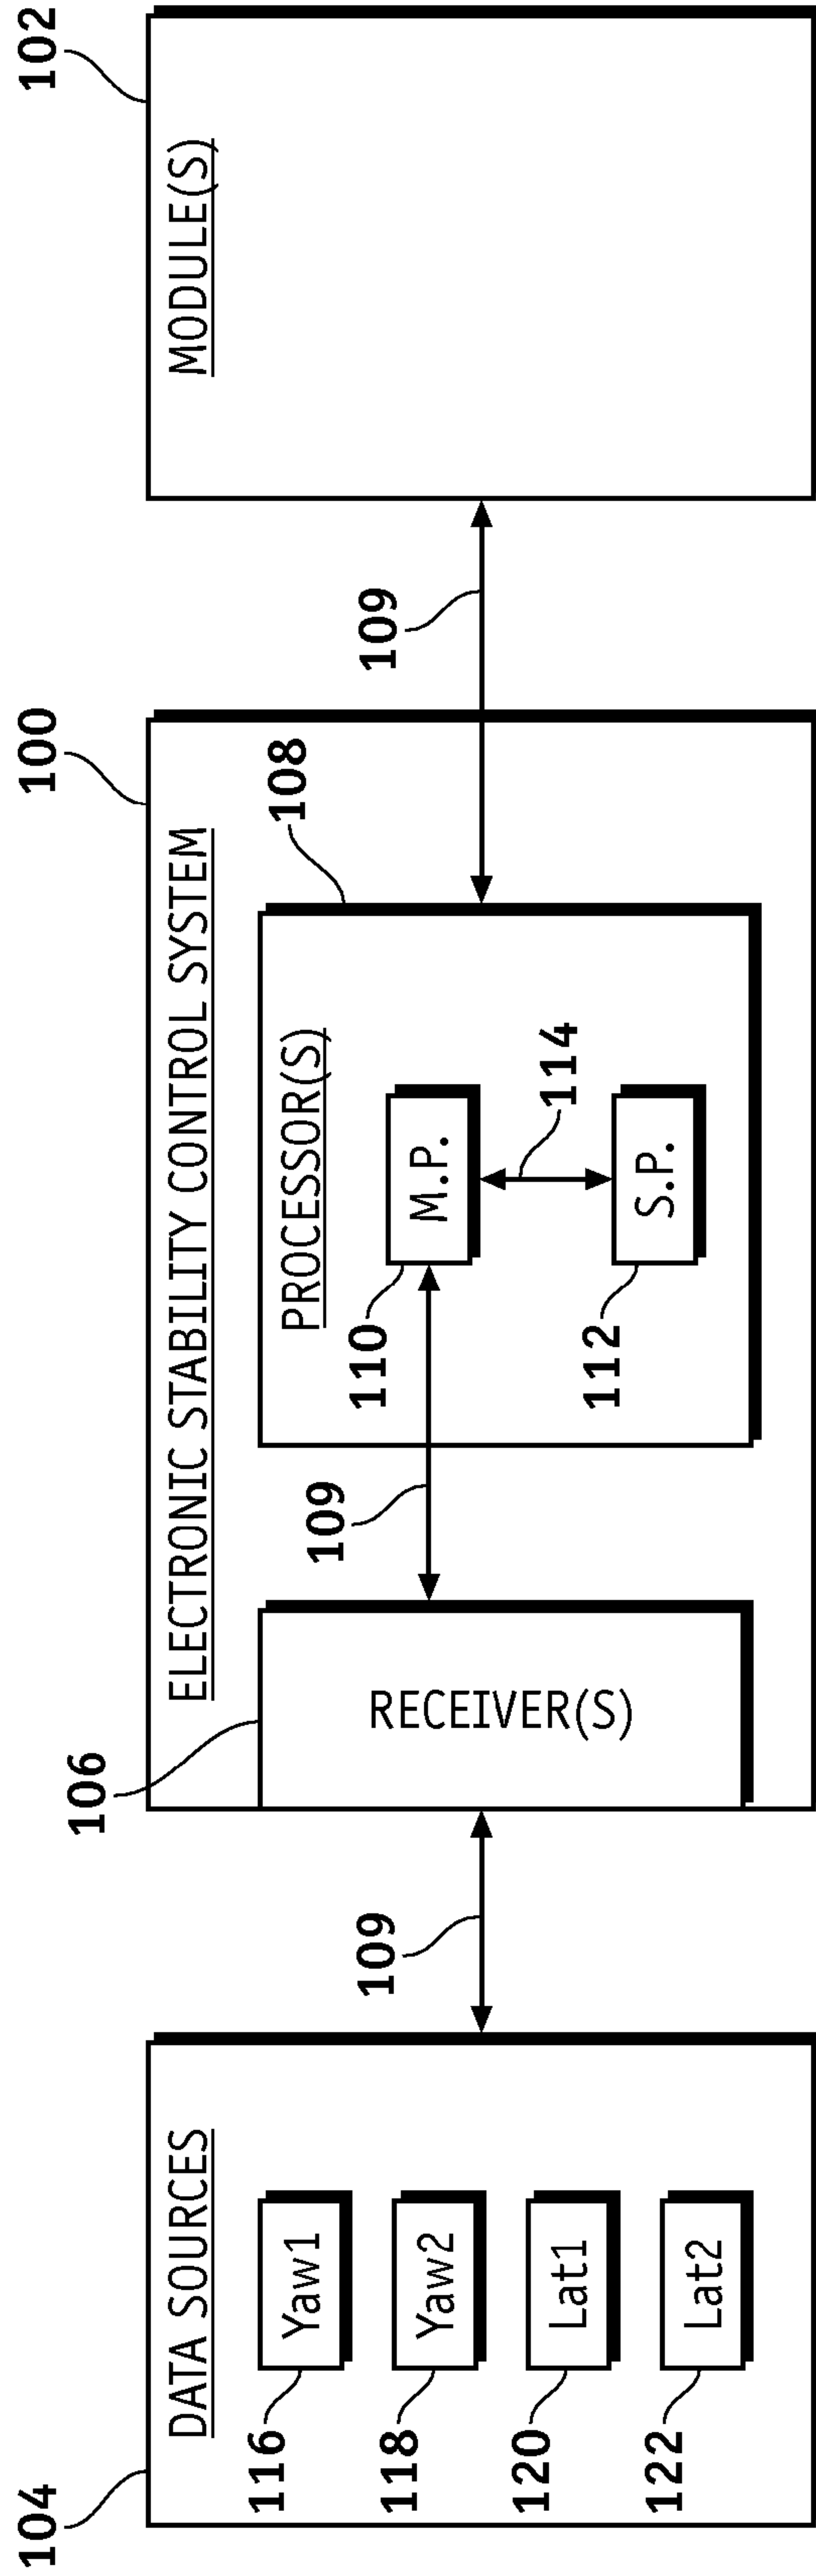 104
DATA SOURCES
116
Yaw1
118
Yaw2
120
Lat1
122
Lat2
109
100
ELECTRONIC STABILITY CONTROL SYSTEM
106
RECEIVER(S)
109
108
PROCESSOR(S)
110
M.P.
114
112
S.P.
109
102
MODULE(S)